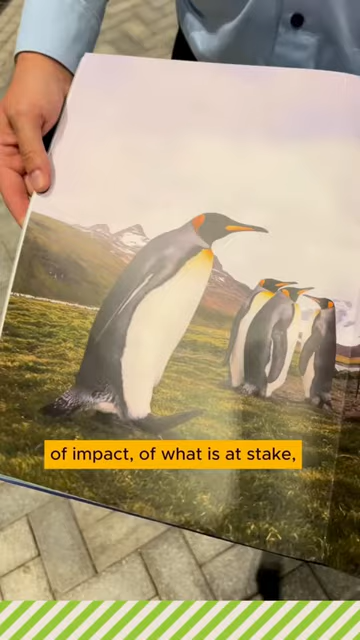 of impact, of what is at stake,